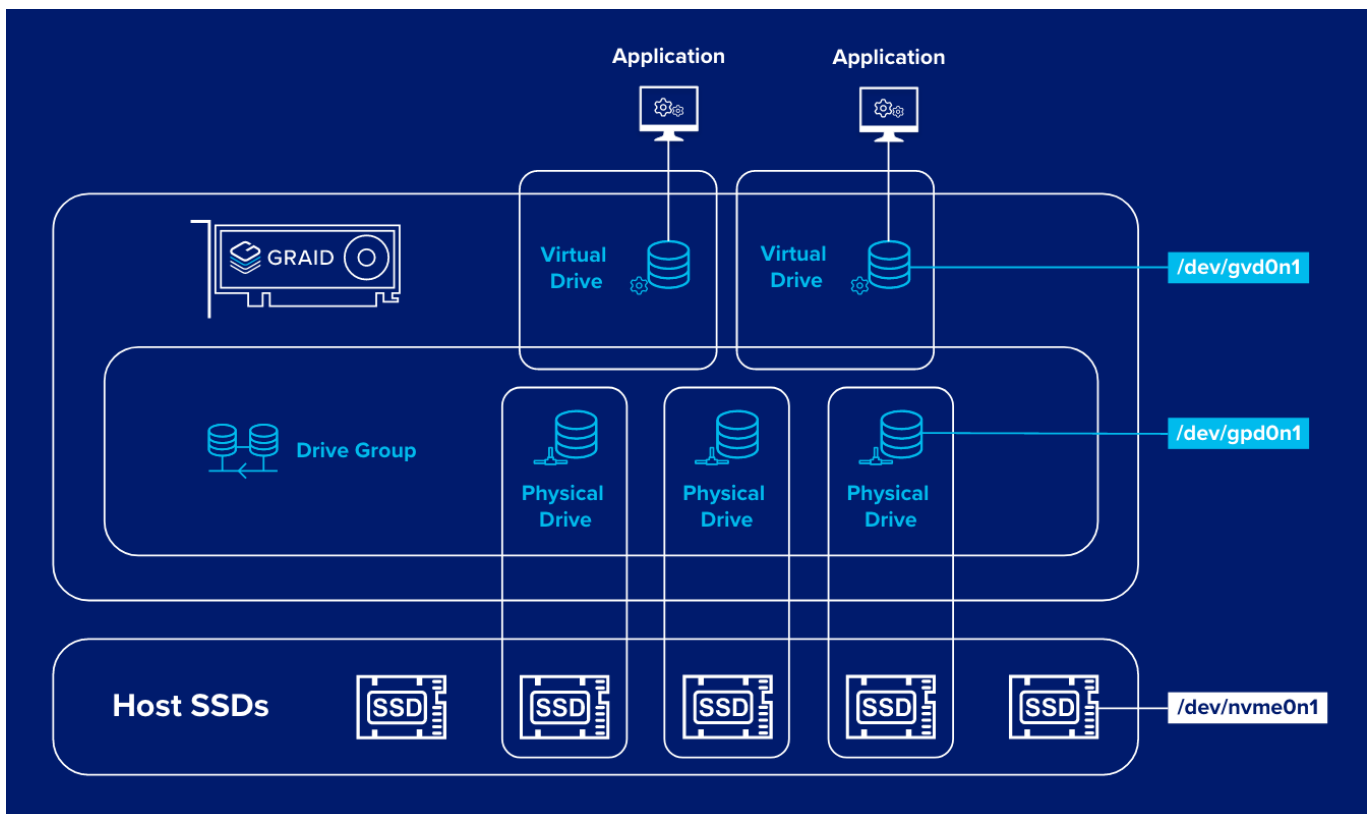 Application
Application
GRAID
Virtual
Drive
Virtual
Drive
/dev/gvd0n1
Drive Group
Physical
Drive
Physical
Drive
Physical
Drive
/dev/gpd0n1
Host SSDs
SSD
SSD
SSD
SSD
SSD
/dev/nvme0n1